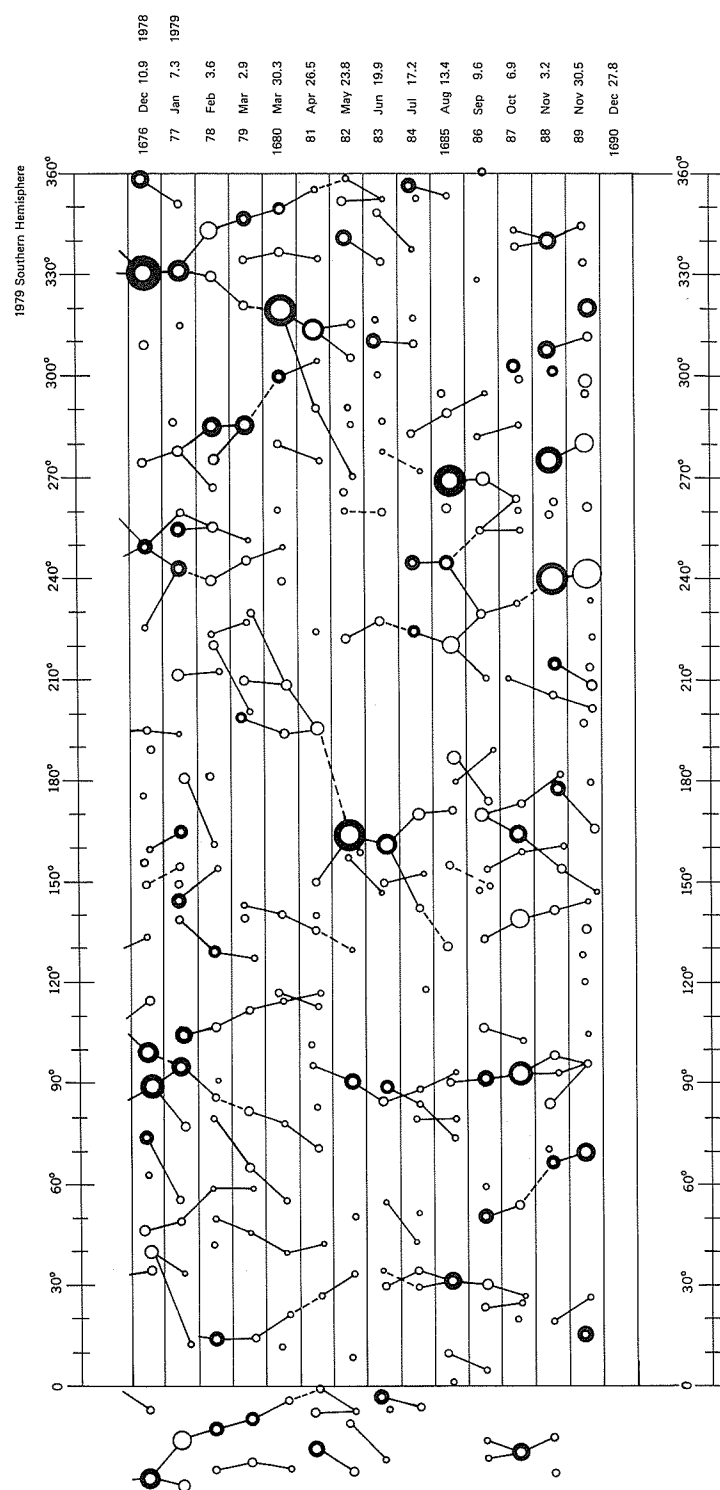 1979 Southern Hemisphere
1676 Dec 10.9 1978
77 Jan 7.3 1979
78 Feb 3.6
79 Mar 2.9
1680 Mar 30.3
81 Apr 26.5
82 May 23.8
83 Jun 19.9
84 Jul 17.2
1685 Aug 13.4
86 Sep 9.6
87 Oct 6.9
88 Nov 3.2
89 Nov 30.5
1690 Dec 27.8
360°
330°
300°
270°
240°
210°
180°
150°
120°
90°
60°
30°
0
360°
330°
300°
270°
240°
210°
180°
150°
120°
90°
60°
30°
0